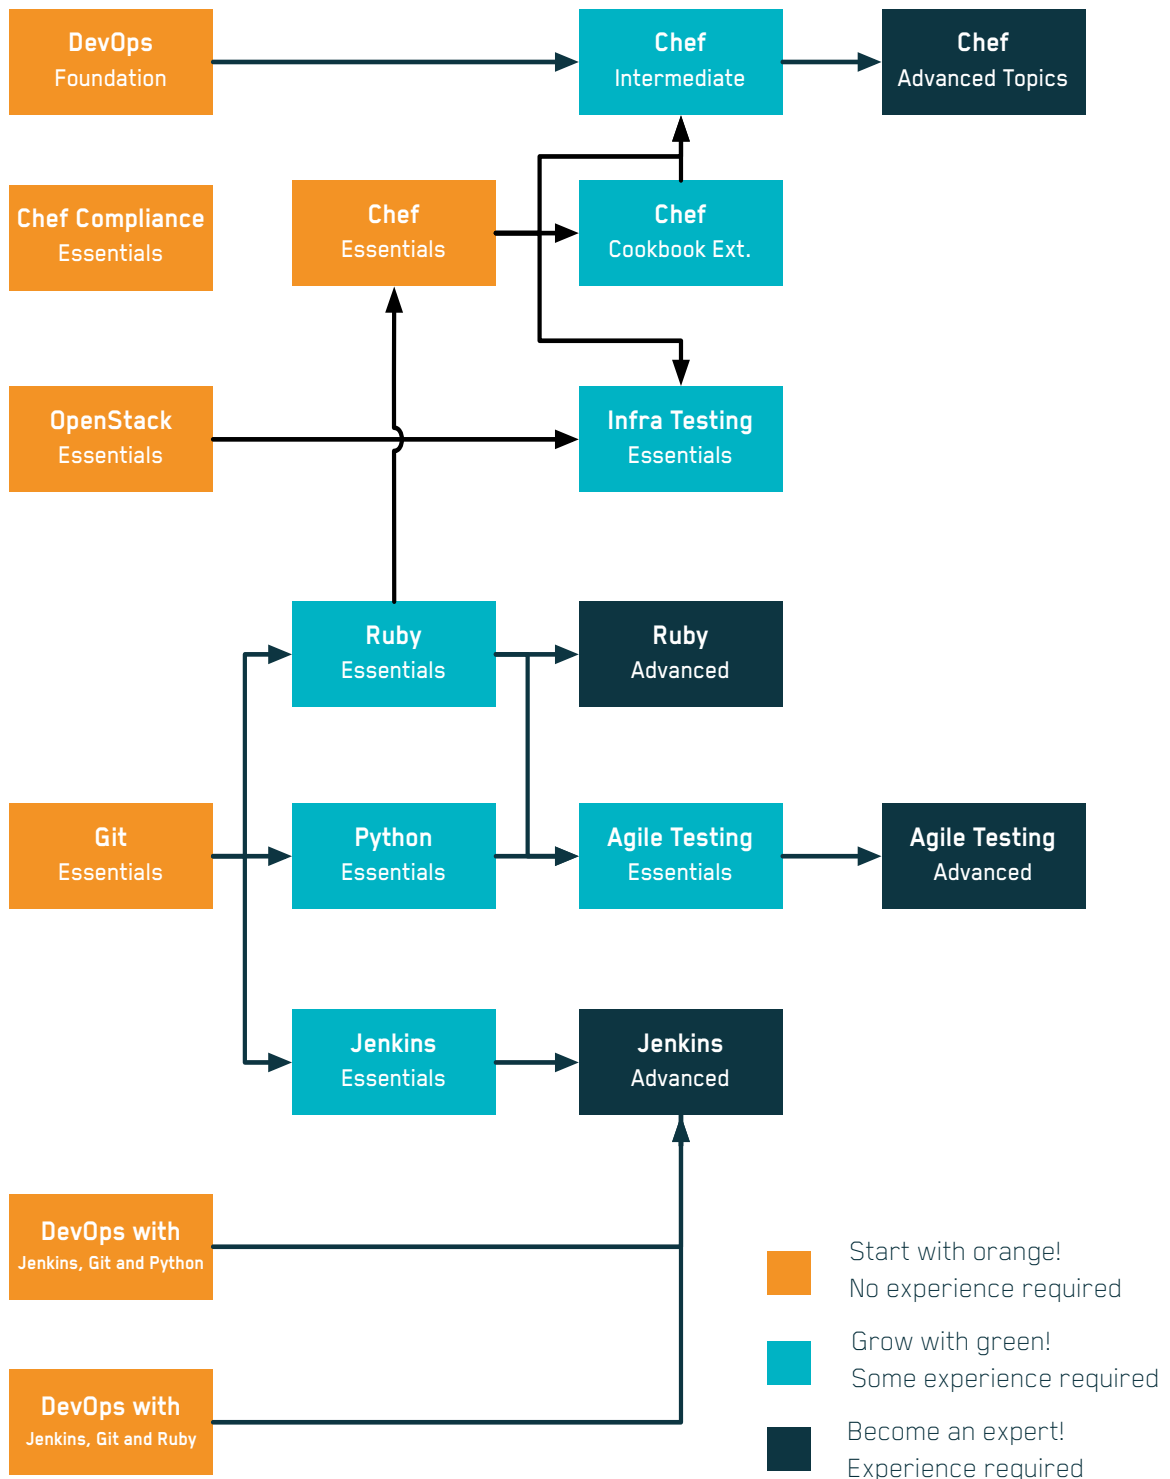 DevOps
Foundation
Chef
Intermediate
Chef
Advanced Topics
Chef Compliance
Essentials
Chef
Essentials
Chef
Cookbook Ext.
OpenStack
Essentials
Infra Testing
Essentials
Ruby
Essentials
Ruby
Advanced
Git
Essentials
Python
Essentials
Agile Testing
Essentials
Agile Testing
Advanced
Jenkins
Essentials
Jenkins
Advanced
DevOps with
Jenkins, Git and Python
DevOps with
Jenkins, Git and Ruby
Start with orange!
No experience required
Grow with green!
Some experience required
Become an expert!
Experience required